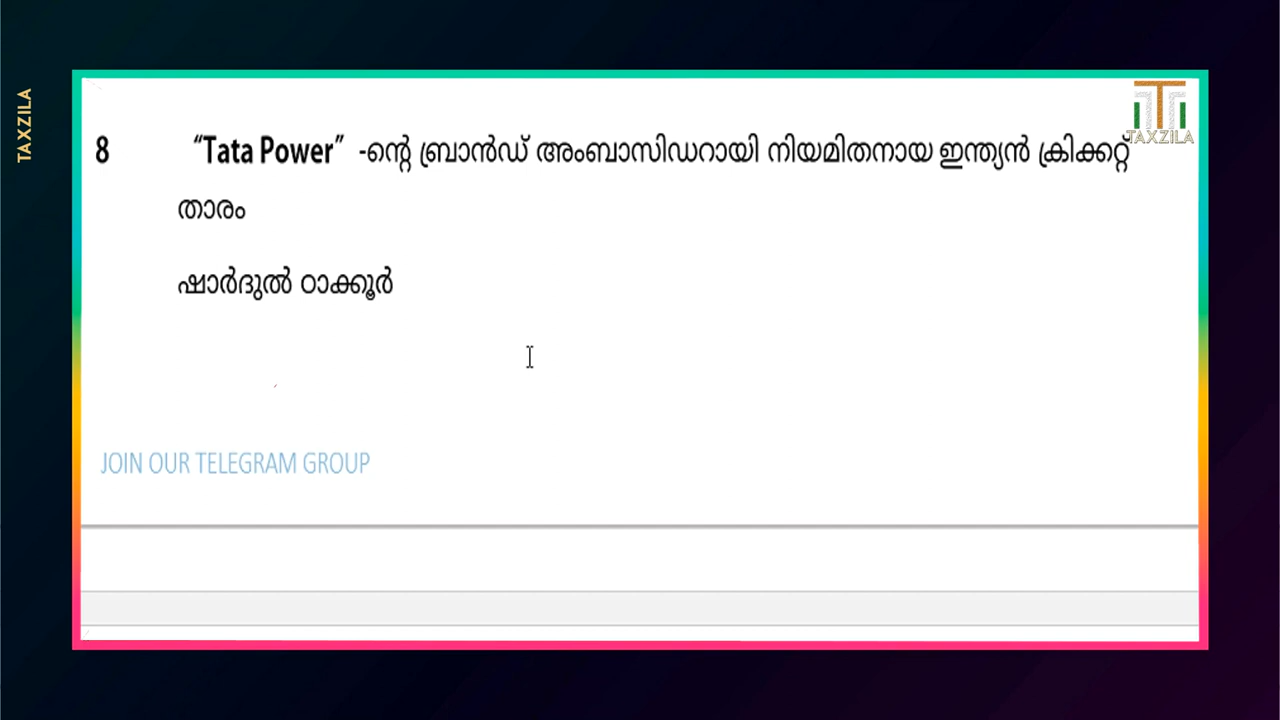 TAXZILA
TAXZILA
8 “Tata Power” -ന്റെ ബ്രാൻഡ് അംബാസിഡറായി നിയമിതനായ ഇന്ത്യൻ ക്രിക്കറ്റ്
താരം
ഷാർദുൽ ഠാക്കൂർ
JOIN OUR TELEGRAM GROUP